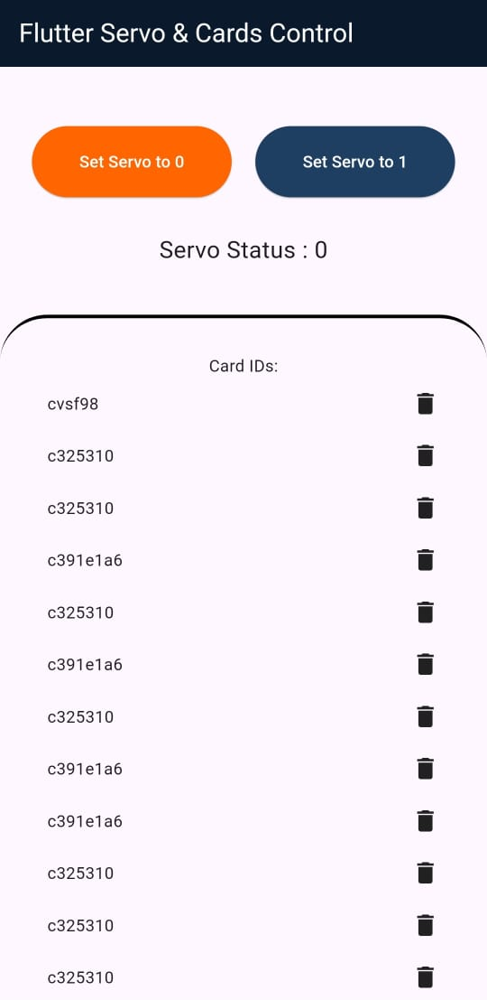 Flutter Servo & Cards Control
Set Servo to 0
Set Servo to 1
Servo Status : 0
Card IDs:
cvsf98
c325310
c325310
c391e1a6
c325310
c391e1a6
c325310
c391e1a6
c391e1a6
c325310
c325310
c325310